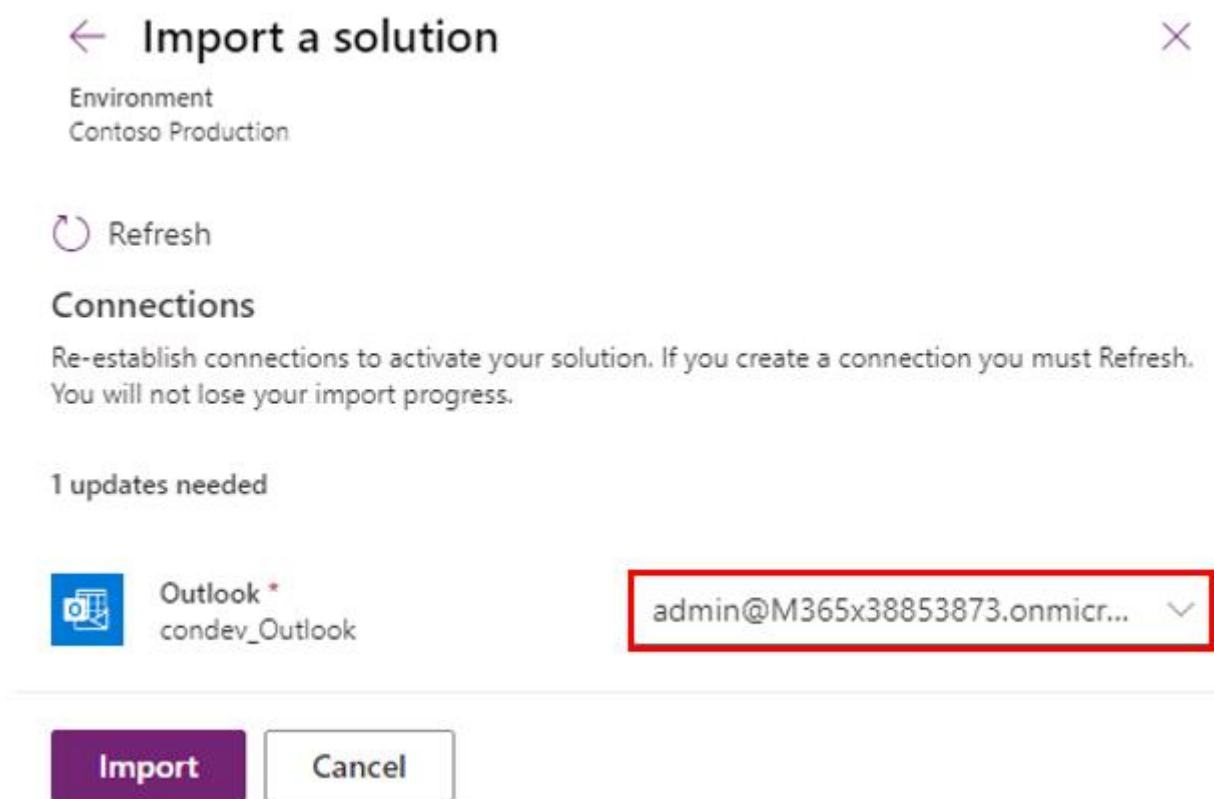 Import a solution
Environment
Contoso Production
Refresh
Connections
Re-establish connections to activate your solution. If you create a connection you must Refresh.
You will not lose your import progress.
1 updates needed
Outlook *
condev_Outlook
admin@M365x38853873.onmicr...
Import
Cancel